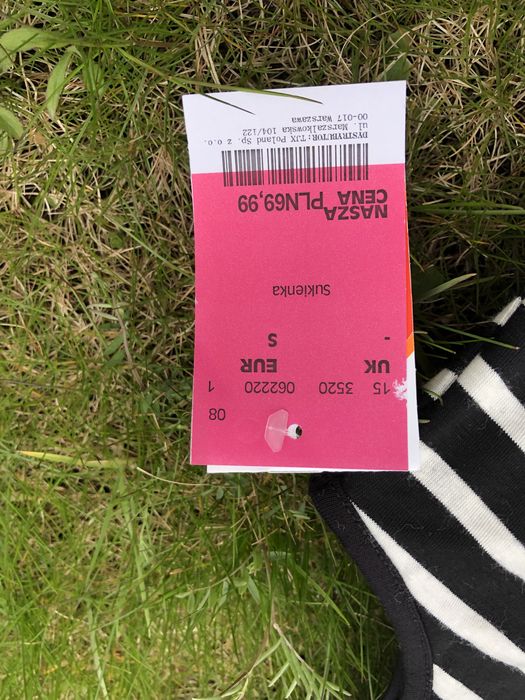 08
15 3520 062220 1
UK EUR
- S
Sukienka
NASZA
CENA PLN69,99
DYSTRYBUTOR: TJX Poland Sp. z o.o.
ul. Marszalkowska 104/122
00-017 Warszawa